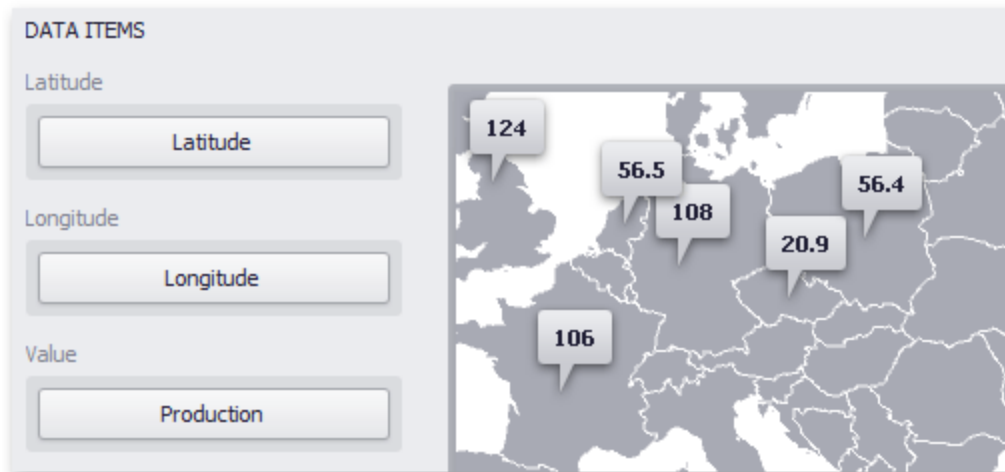 DATA ITEMS
Latitude
Latitude
Longitude
Longitude
Value
Production
124
56.5
56.4
108
20.9
106